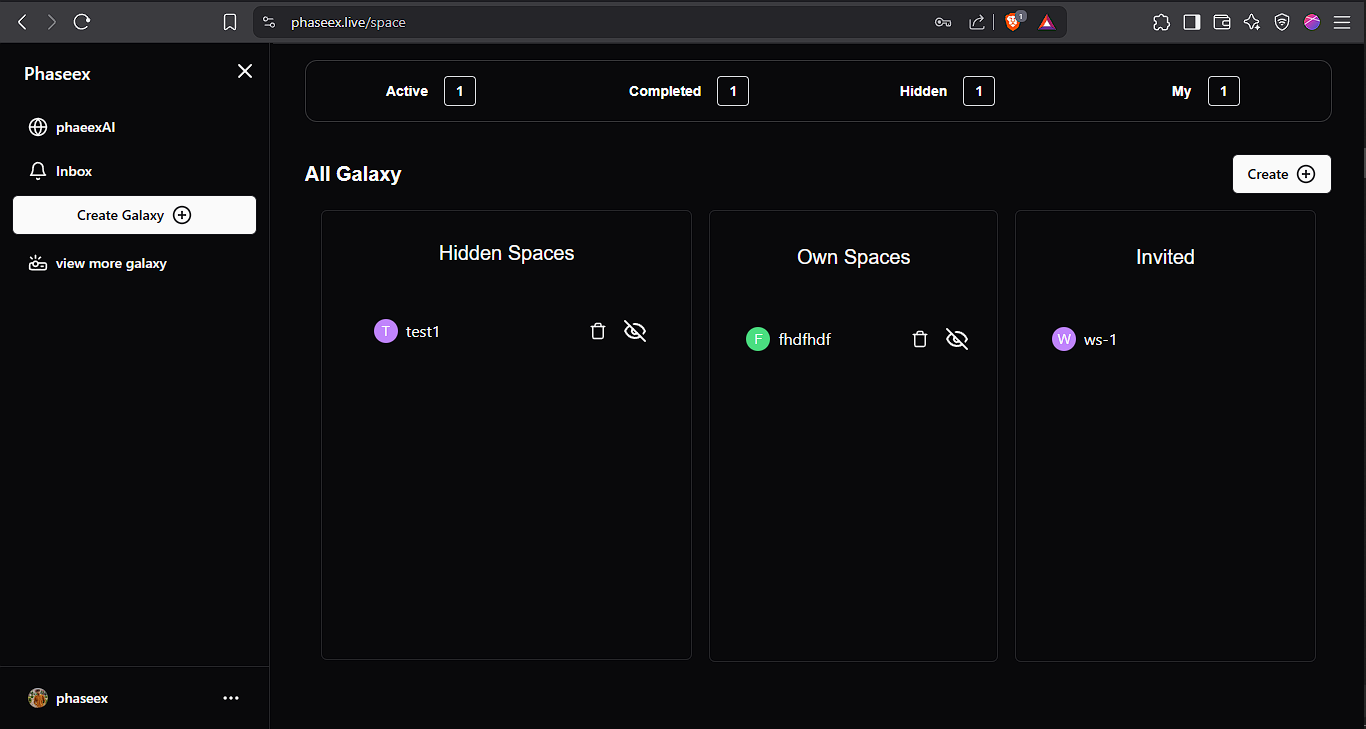 phaseex.live/space
1
Phaseex
phaeexAI
Inbox
Create Galaxy
view more galaxy
phaseex
Active 1 Completed 1 Hidden 1 My 1
All Galaxy
Create
Hidden Spaces
T test1
Own Spaces
F fhdfhdf
Invited
W ws-1